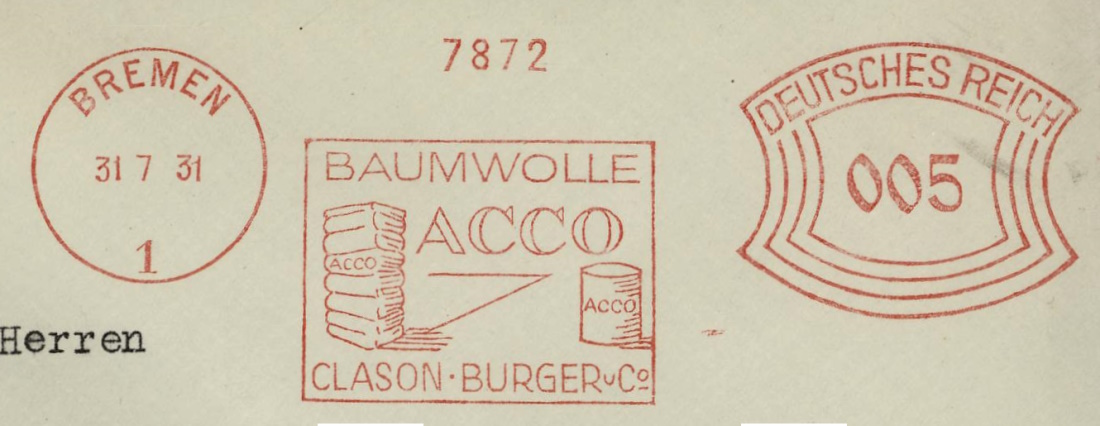 7872
BREMEN
31 7 31
1
BAUMWOLLE
ACCO
ACCO
ACCO
CLASON · BURGER u Co
DEUTSCHES REICH
005
Herren